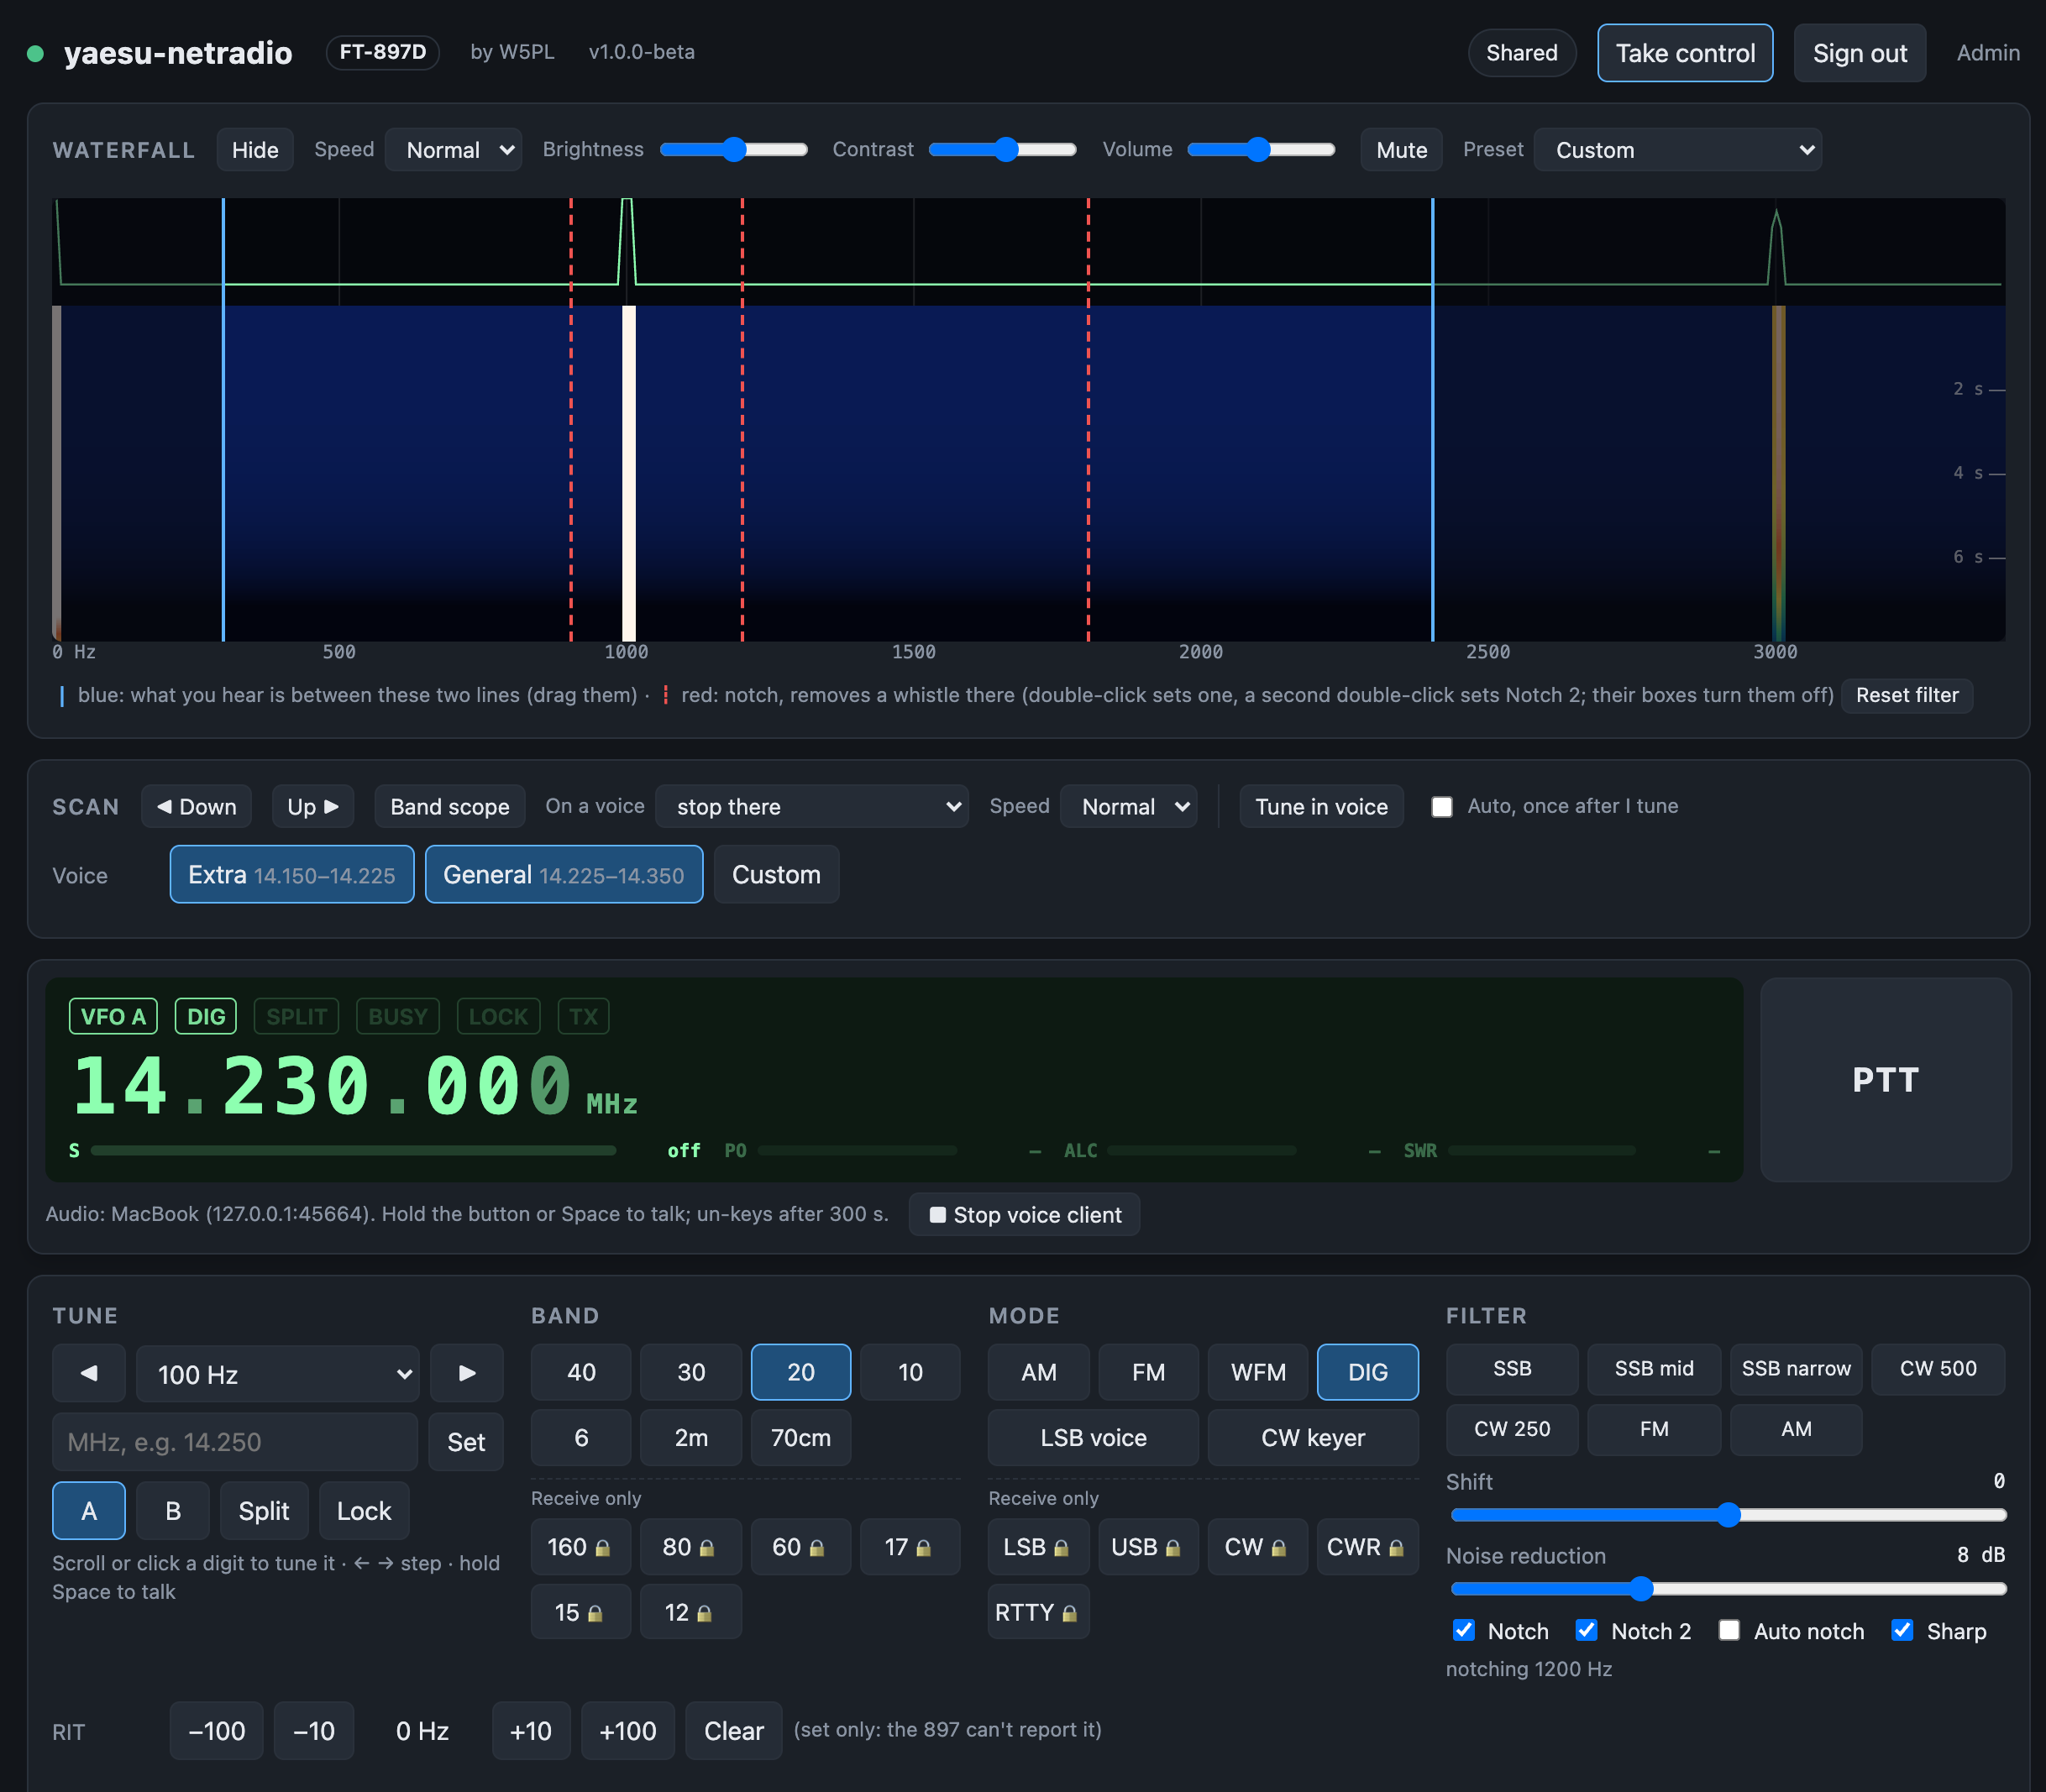 yaesu-netradio FT-897D by W5PL v1.0.0-beta Shared Take control Sign out Admin
WATERFALL Hide Speed Normal Brightness Contrast Volume Mute Preset Custom
2 s
4 s
6 s
0 Hz 500 1000 1500 2000 2500 3000
blue: what you hear is between these two lines (drag them) · red: notch, removes a whistle there (double-click sets one, a second double-click sets Notch 2; their boxes turn them off) Reset filter
SCAN ◀ Down Up ▶ Band scope On a voice stop there Speed Normal Tune in voice Auto, once after I tune
Voice Extra 14.150–14.225 General 14.225–14.350 Custom
VFO A DIG SPLIT BUSY LOCK TX
14.230.000 MHz
PTT
S off PO – ALC – SWR –
Audio: MacBook (127.0.0.1:45664). Hold the button or Space to talk; un-keys after 300 s. Stop voice client
TUNE
◀ 100 Hz ▶
MHz, e.g. 14.250 Set
A B Split Lock
Scroll or click a digit to tune it · ← → step · hold
Space to talk
BAND
40 30 20 10
6 2m 70cm
Receive only
160 🔒 80 🔒 60 🔒 17 🔒
15 🔒 12 🔒
MODE
AM FM WFM DIG
LSB voice CW keyer
Receive only
LSB 🔒 USB 🔒 CW 🔒 CWR 🔒
RTTY 🔒
FILTER
SSB SSB mid SSB narrow CW 500
CW 250 FM AM
Shift 0
Noise reduction 8 dB
Notch Notch 2 Auto notch Sharp
notching 1200 Hz
RIT −100 −10 0 Hz +10 +100 Clear (set only: the 897 can't report it)